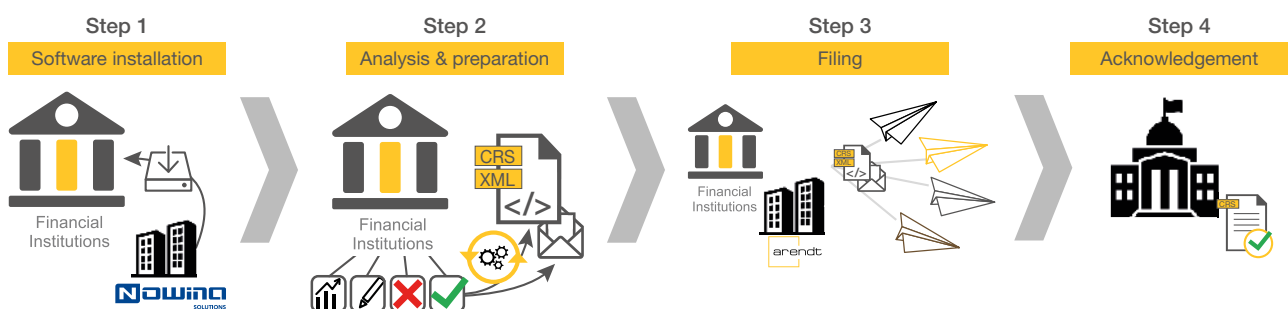 Step 1
Software installation
Financial
Institutions
NOWINA
SOLUTIONS
Step 2
Analysis & preparation
CRS
XML
</>
Financial
Institutions
Step 3
Filing
CRS
XML
</>
Financial
Institutions
arendt
Step 4
Acknowledgement
CRS